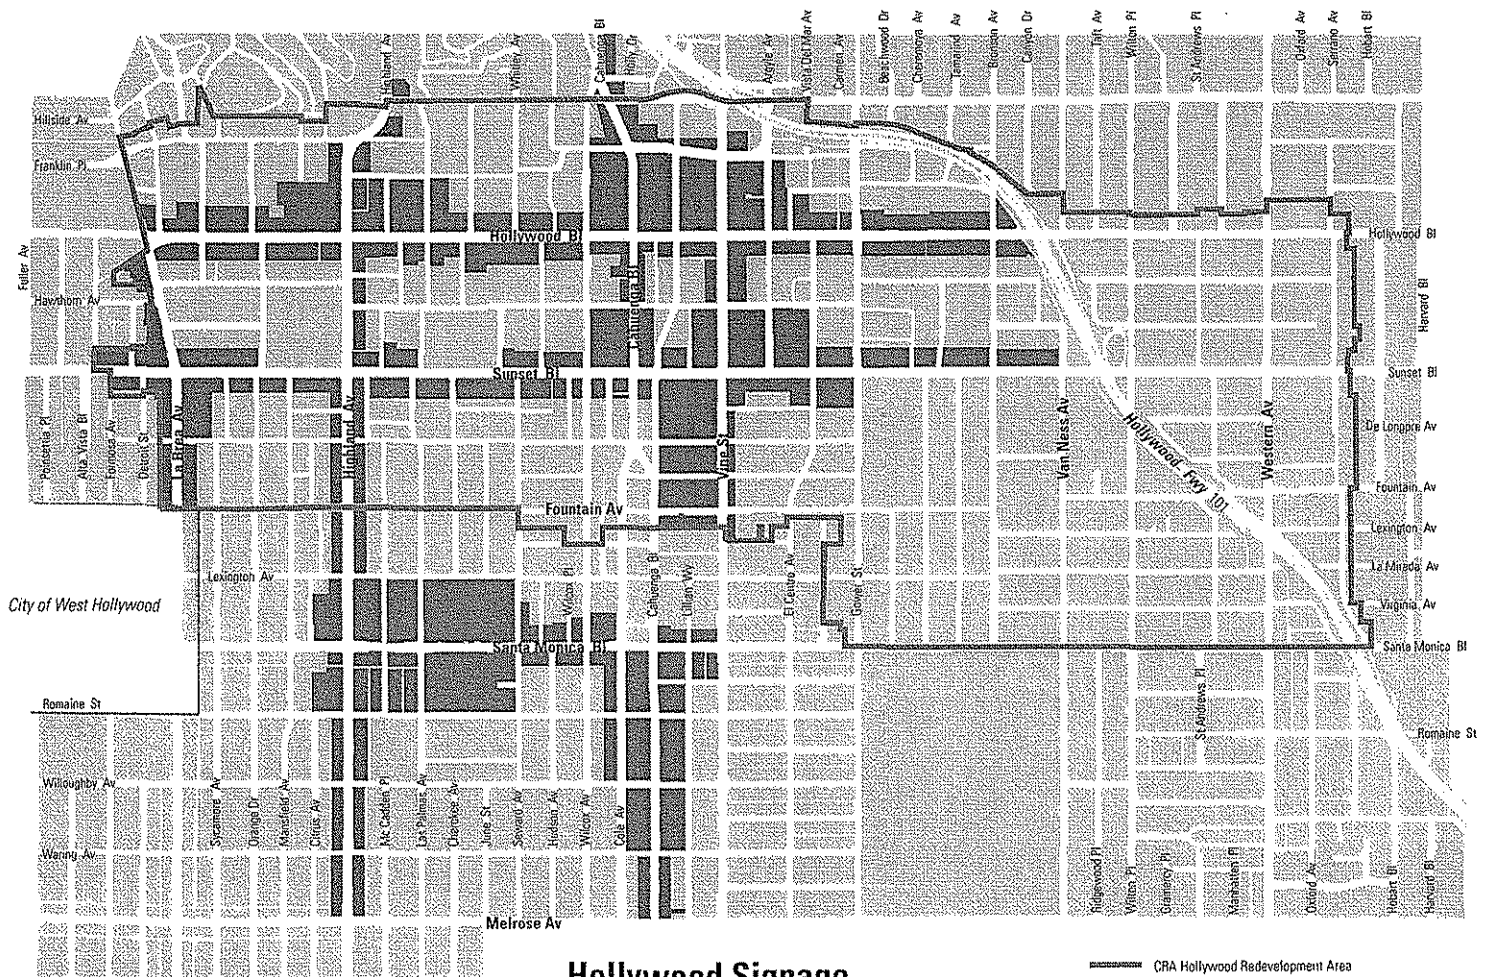 Highland Av
Whitley Av
Cahuenga Bl
Holly Dr
Argyle Av
Vista Del Mar Av
Carmen Av
Beachwood Dr
Cheronova Av
Tamarind Av
Bronson Av
Canyon Dr
Taft Av
Wilton Pl
St Andrews Pl
Oxford Av
Serrano Av
Hobart Bl
Hillside Av
Franklin Pl
Fuller Av
Hollywood Bl
Hollywood Bl
Hawthorn Av
Cahuenga Bl
Harvard Bl
Sunset Bl
Sunset Bl
Poinsettia Pl
Alta Vista Bl
Formosa Av
Detroit St
La Brea Av
Highland Av
Vine St
Van Ness Av
Hollywood Fwy 101
Western Av
De Longpre Av
Fountain Av
Fountain Av
Lexington Av
Lexington Av
Wilcox Pl
Cahuenga Bl
Lillian Wy
El Centro Av
Gower St
La Mirada Av
Virginia Av
City of West Hollywood
Santa Monica Bl
Santa Monica Bl
Romaine St
St Andrews Pl
Romaine St
Willoughby Av
Sycamore Av
Orange Dr
Mansfield Av
Citrus Av
Mc Cadden Pl
Las Palmas Av
Cherokee Av
June St
Seward Av
Hudson Av
Wilcox Av
Cole Av
Waring Av
Ridgewood Pl
Wilton Pl
Gramercy Pl
Manhattan Pl
Oxford Av
Hobart Bl
Harvard Bl
Melrose Av
Hollywood Signage
CRA Hollywood Redevelopment Area